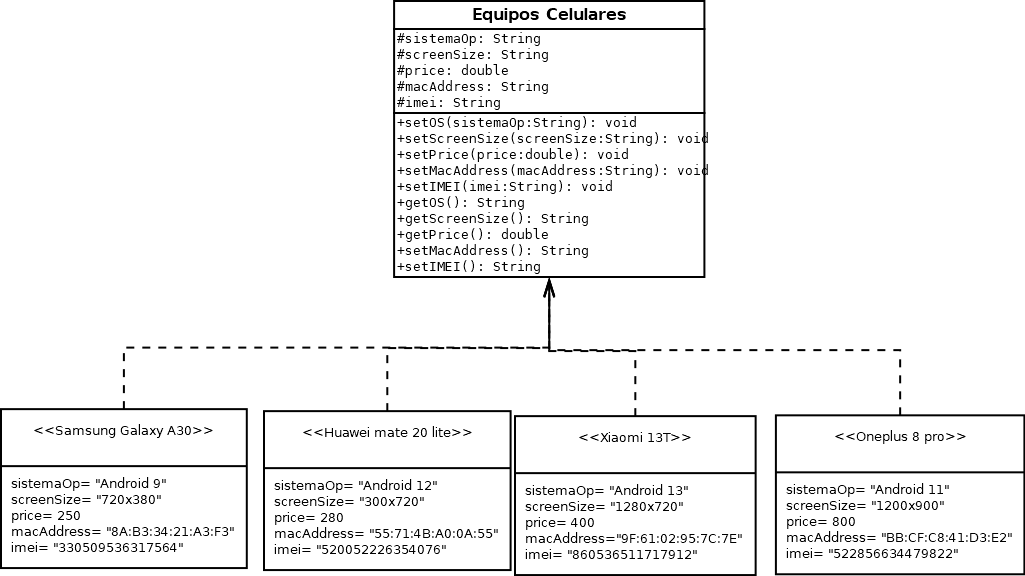 Equipos Celulares
#sistemaOp: String
#screenSize: String
#price: double
#macAddress: String
#imei: String
+setOS(sistemaOp:String): void
+setScreenSize(screenSize:String): void
+setPrice(price:double): void
+setMacAddress(macAddress:String): void
+setIMEI(imei:String): void
+getOS(): String
+getScreenSize(): String
+getPrice(): double
+setMacAddress(): String
+setIMEI(): String
<<Samsung Galaxy A30>>
sistemaOp= "Android 9"
screenSize= "720x380"
price= 250
macAddress= "8A:B3:34:21:A3:F3"
imei= "330509536317564"
<<Huawei mate 20 lite>>
sistemaOp= "Android 12"
screenSize= "300x720"
price= 280
macAddress= "55:71:4B:A0:0A:55"
imei= "520052226354076"
<<Xiaomi 13T>>
sistemaOp= "Android 13"
screenSize= "1280x720"
price= 400
macAddress="9F:61:02:95:7C:7E"
imei= "860536511717912"
<<Oneplus 8 pro>>
sistemaOp= "Android 11"
screenSize= "1200x900"
price= 800
macAddress= "BB:CF:C8:41:D3:E2"
imei= "522856634479822"